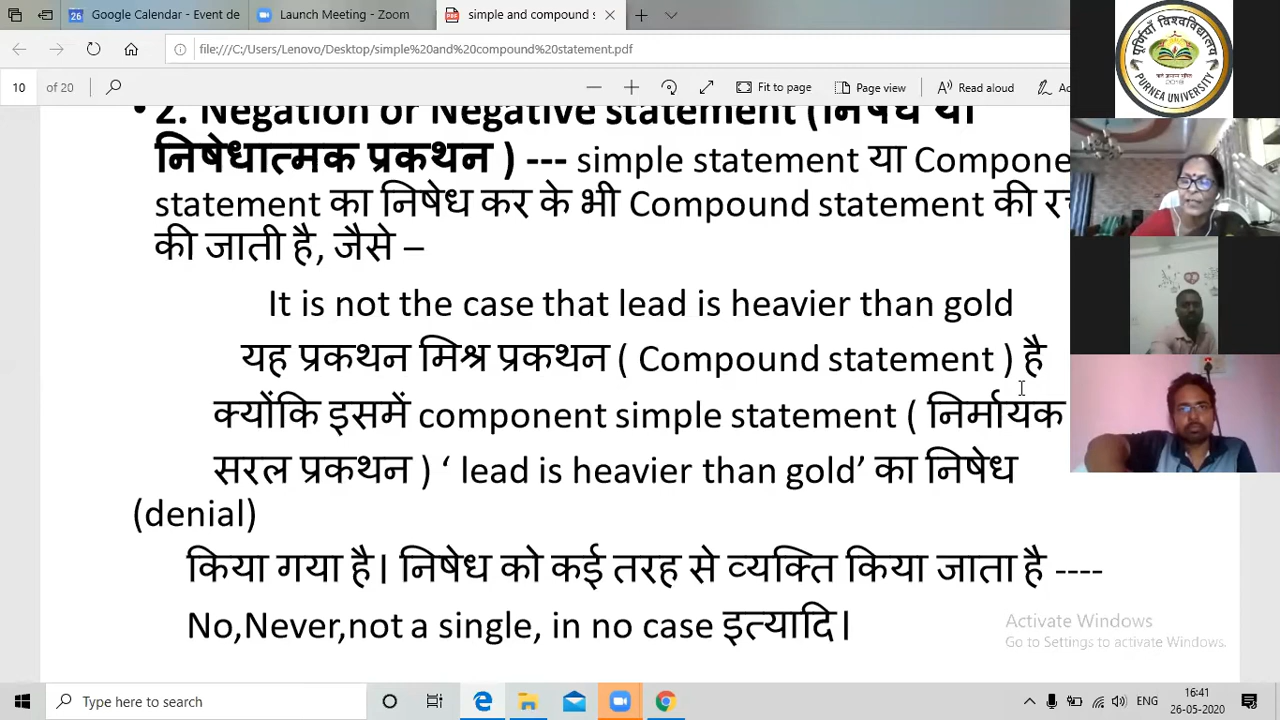 Google Calendar - Event de
Launch Meeting - Zoom
simple and compound s
file:///C:/Users/Lenovo/Desktop/simple%20and%20compound%20statement.pdf
10 of 20
Fit to page
Page view
Read aloud
पूर्णियाँ विश्वविद्यालय
PURNEA UNIVERSITY
• 2. Negation or Negative statement (निषेध या
निषेधात्मक प्रकथन ) --- simple statement या Compone
statement का निषेध कर के भी Compound statement की रच
की जाती है, जैसे –
It is not the case that lead is heavier than gold
यह प्रकथन मिश्र प्रकथन ( Compound statement ) है
क्योंकि इसमें component simple statement ( निर्मायक
सरल प्रकथन ) ‘ lead is heavier than gold’ का निषेध
(denial)
किया गया है। निषेध को कई तरह से व्यक्ति किया जाता है ----
No,Never,not a single, in no case इत्यादि।
Activate Windows
Go to Settings to activate Windows.
Type here to search
ENG
16:41
26-05-2020